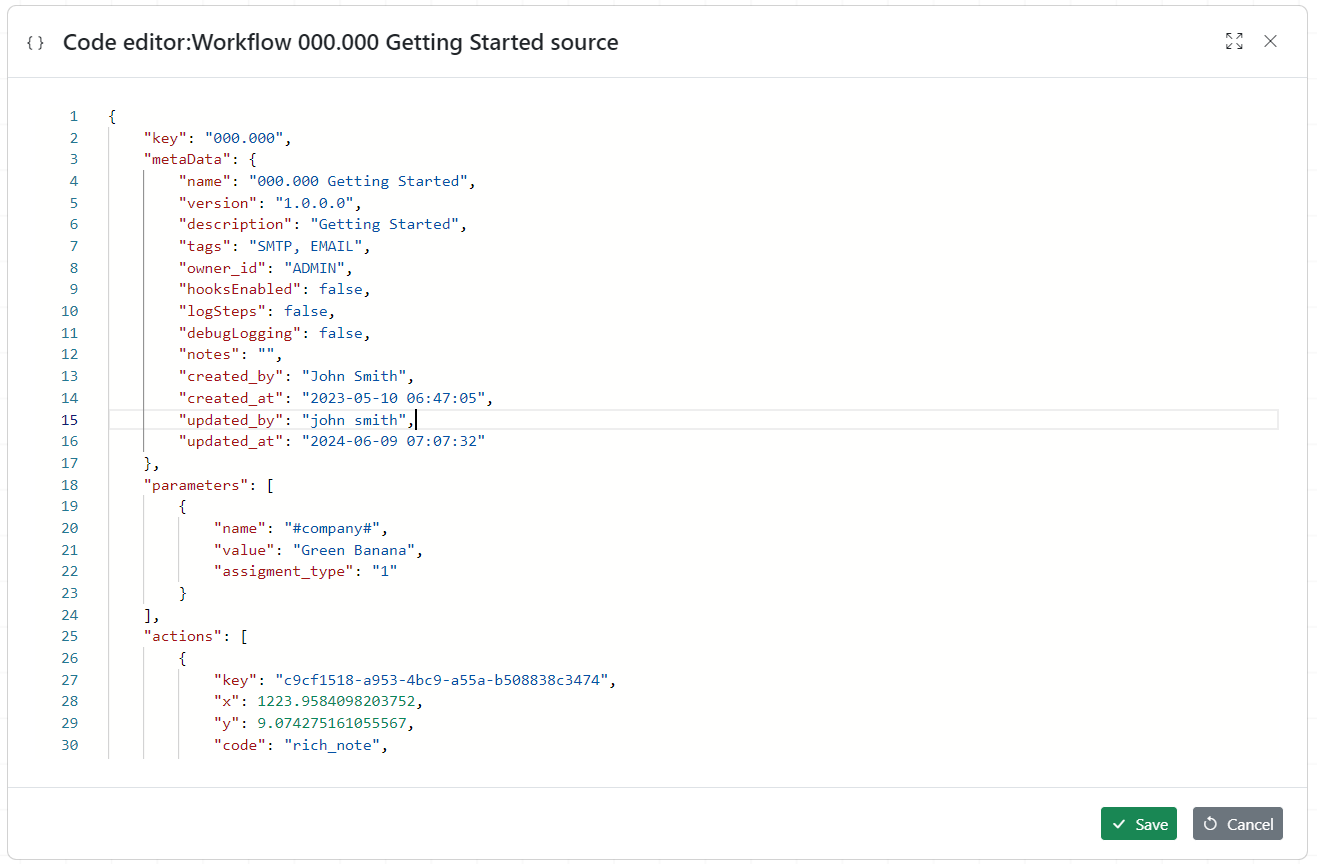 { } Code editor:Workflow 000.000 Getting Started source
1 {
2 "key": "000.000",
3 "metaData": {
4 "name": "000.000 Getting Started",
5 "version": "1.0.0.0",
6 "description": "Getting Started",
7 "tags": "SMTP, EMAIL",
8 "owner_id": "ADMIN",
9 "hooksEnabled": false,
10 "logSteps": false,
11 "debugLogging": false,
12 "notes": "",
13 "created_by": "John Smith",
14 "created_at": "2023-05-10 06:47:05",
15 "updated_by": "john smith",
16 "updated_at": "2024-06-09 07:07:32"
17 },
18 "parameters": [
19 {
20 "name": "#company#",
21 "value": "Green Banana",
22 "assigment_type": "1"
23 }
24 ],
25 "actions": [
26 {
27 "key": "c9cf1518-a953-4bc9-a55a-b508838c3474",
28 "x": 1223.9584098203752,
29 "y": 9.074275161055567,
30 "code": "rich_note",
Save Cancel